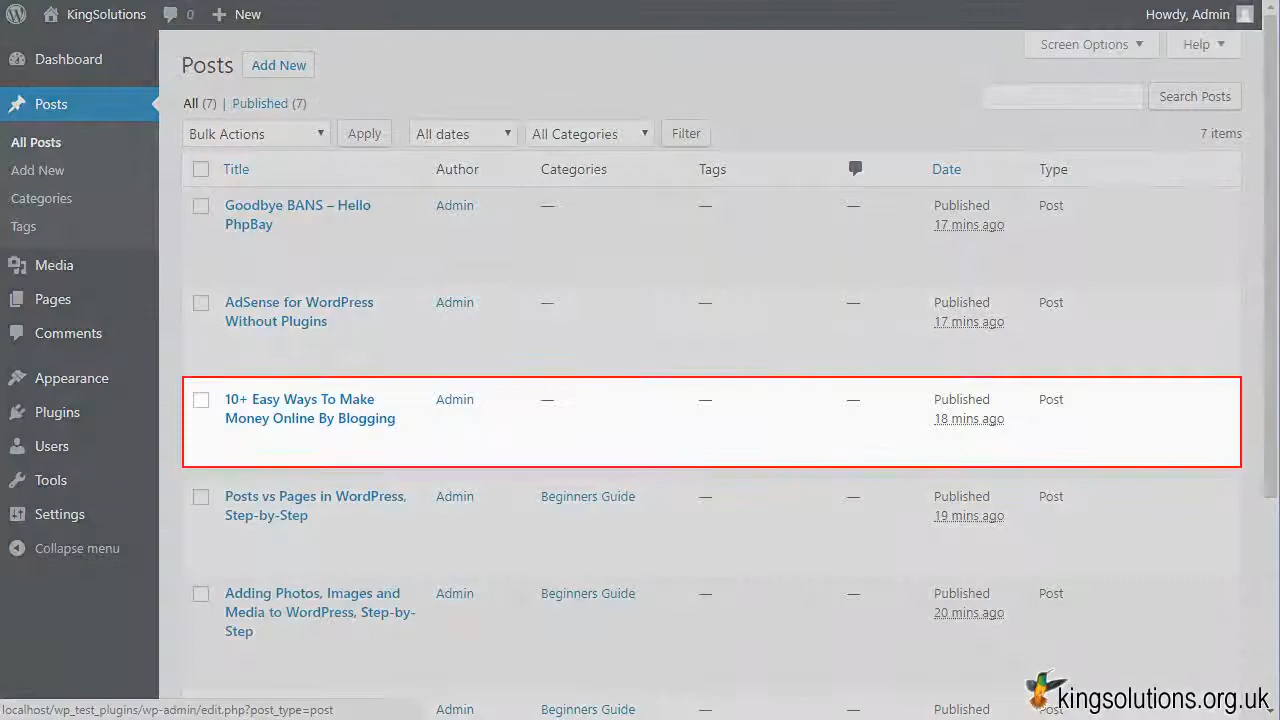 KingSolutions 0 New Howdy, Admin
Screen Options Help
Dashboard
Posts
All Posts
Add New
Categories
Tags
Media
Pages
Comments
Appearance
Plugins
Users
Tools
Settings
Collapse menu
Posts Add New
All (7) | Published (7)
Search Posts
Bulk Actions Apply All dates All Categories Filter
7 items
Title Author Categories Tags Date Type
Goodbye BANS – Hello Admin — — — Published Post
PhpBay 17 mins ago
AdSense for WordPress Admin — — — Published Post
Without Plugins 17 mins ago
10+ Easy Ways To Make Admin — — — Published Post
Money Online By Blogging 18 mins ago
Posts vs Pages in WordPress, Admin Beginners Guide — — Published Post
Step-by-Step 19 mins ago
Adding Photos, Images and Admin Beginners Guide — — Published Post
Media to WordPress, Step-by- 20 mins ago
Step
Admin Beginners Guide — — Published Post
localhost/wp_test_plugins/wp-admin/edit.php?post_type=post
kingsolutions.org.uk